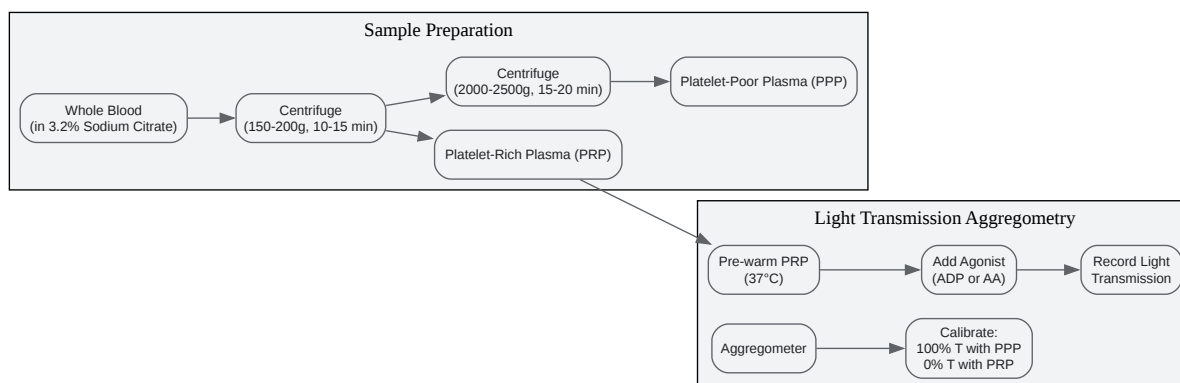 Sample Preparation
Whole Blood
(in 3.2% Sodium Citrate)
Centrifuge
(150-200g, 10-15 min)
Centrifuge
(2000-2500g, 15-20 min)
Platelet-Poor Plasma (PPP)
Platelet-Rich Plasma (PRP)
Light Transmission Aggregometry
Pre-warm PRP
(37°C)
Add Agonist
(ADP or AA)
Record Light
Transmission
Aggregometer
Calibrate:
100% T with PPP
0% T with PRP